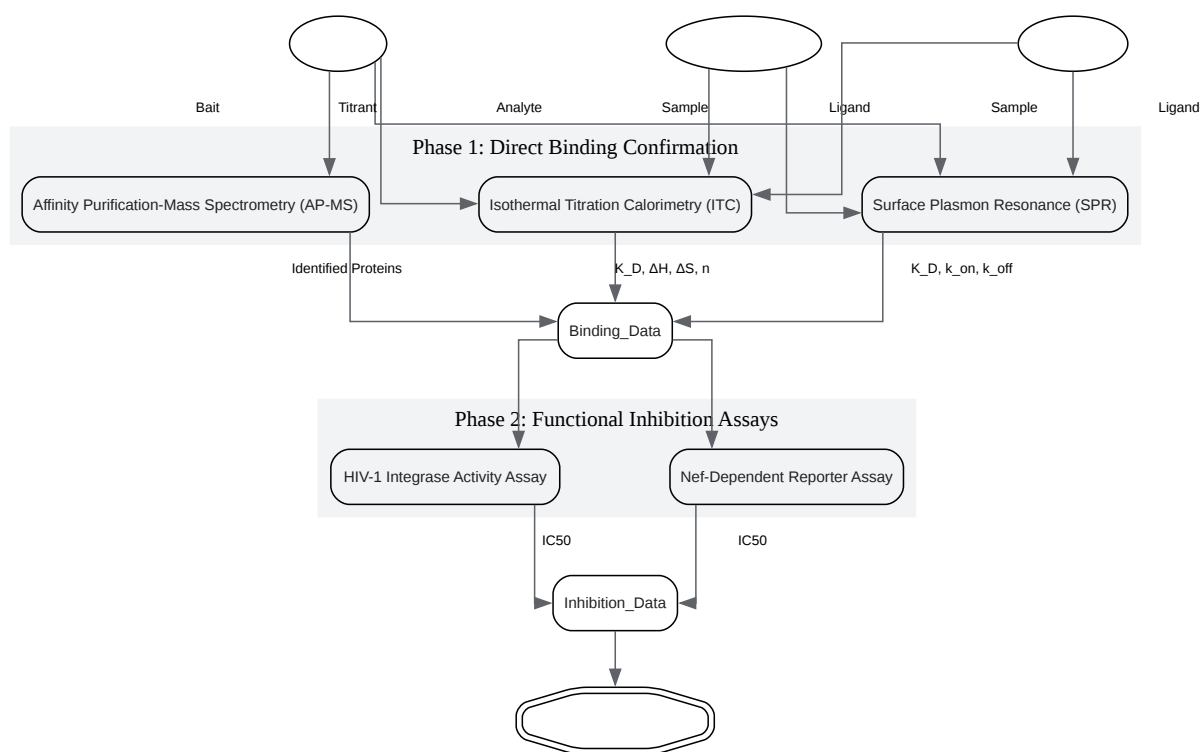 Bait
Titrant
Analyte
Sample
Ligand
Sample
Ligand
Phase 1: Direct Binding Confirmation
Affinity Purification-Mass Spectrometry (AP-MS)
Isothermal Titration Calorimetry (ITC)
Surface Plasmon Resonance (SPR)
Identified Proteins
K_D, ΔH, ΔS, n
K_D, k_on, k_off
Binding_Data
Phase 2: Functional Inhibition Assays
HIV-1 Integrase Activity Assay
Nef-Dependent Reporter Assay
IC50
IC50
Inhibition_Data